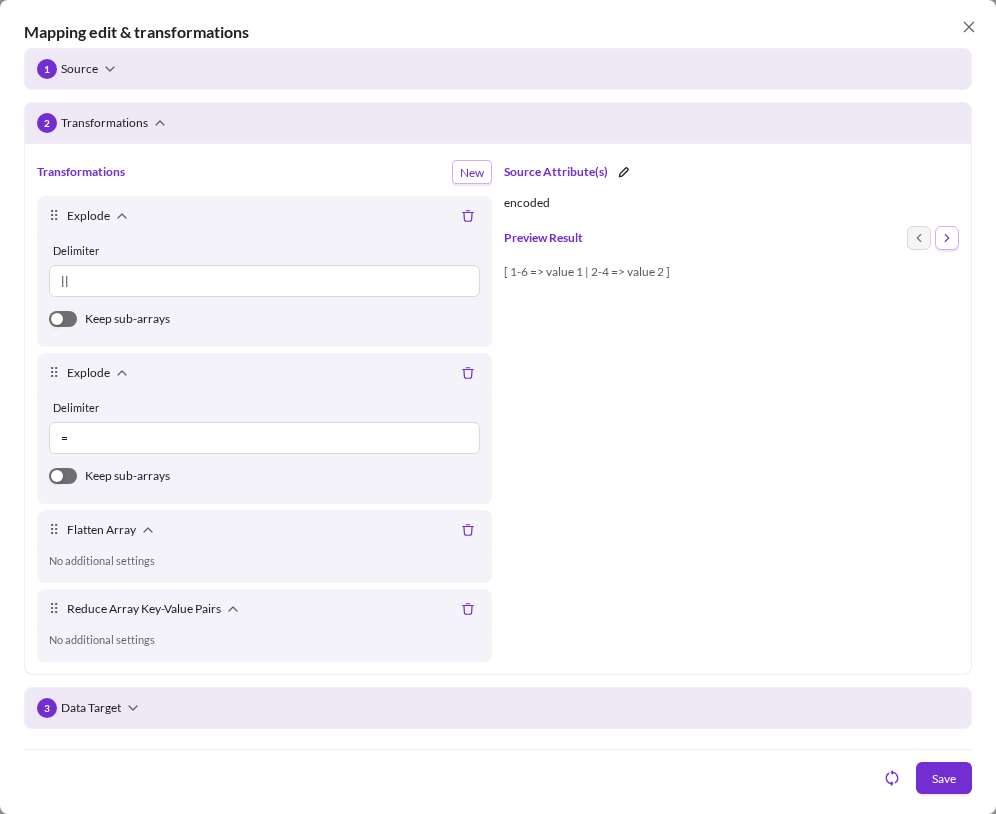 Mapping edit & transformations
1 Source
2 Transformations
Transformations
New
Explode
Delimiter
||
Keep sub-arrays
Explode
Delimiter
=
Keep sub-arrays
Flatten Array
No additional settings
Reduce Array Key-Value Pairs
No additional settings
Source Attribute(s)
encoded
Preview Result
[ 1-6 => value 1 | 2-4 => value 2 ]
3 Data Target
Save